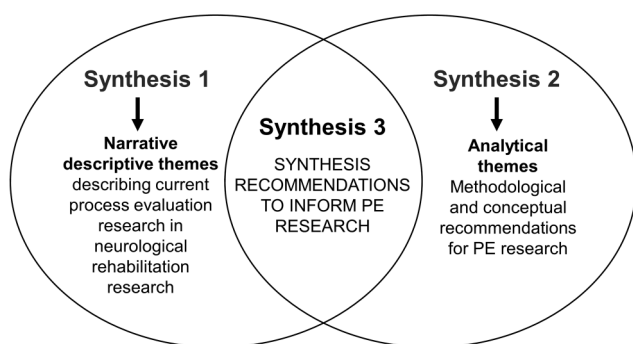 Synthesis 1
Narrative
descriptive themes
describing current
process evaluation
research in
neurological
rehabilitation
research
Synthesis 3
SYNTHESIS
RECOMMENDATIONS
TO INFORM PE
RESEARCH
Synthesis 2
Analytical
themes
Methodological
and conceptual
recommendations
for PE research